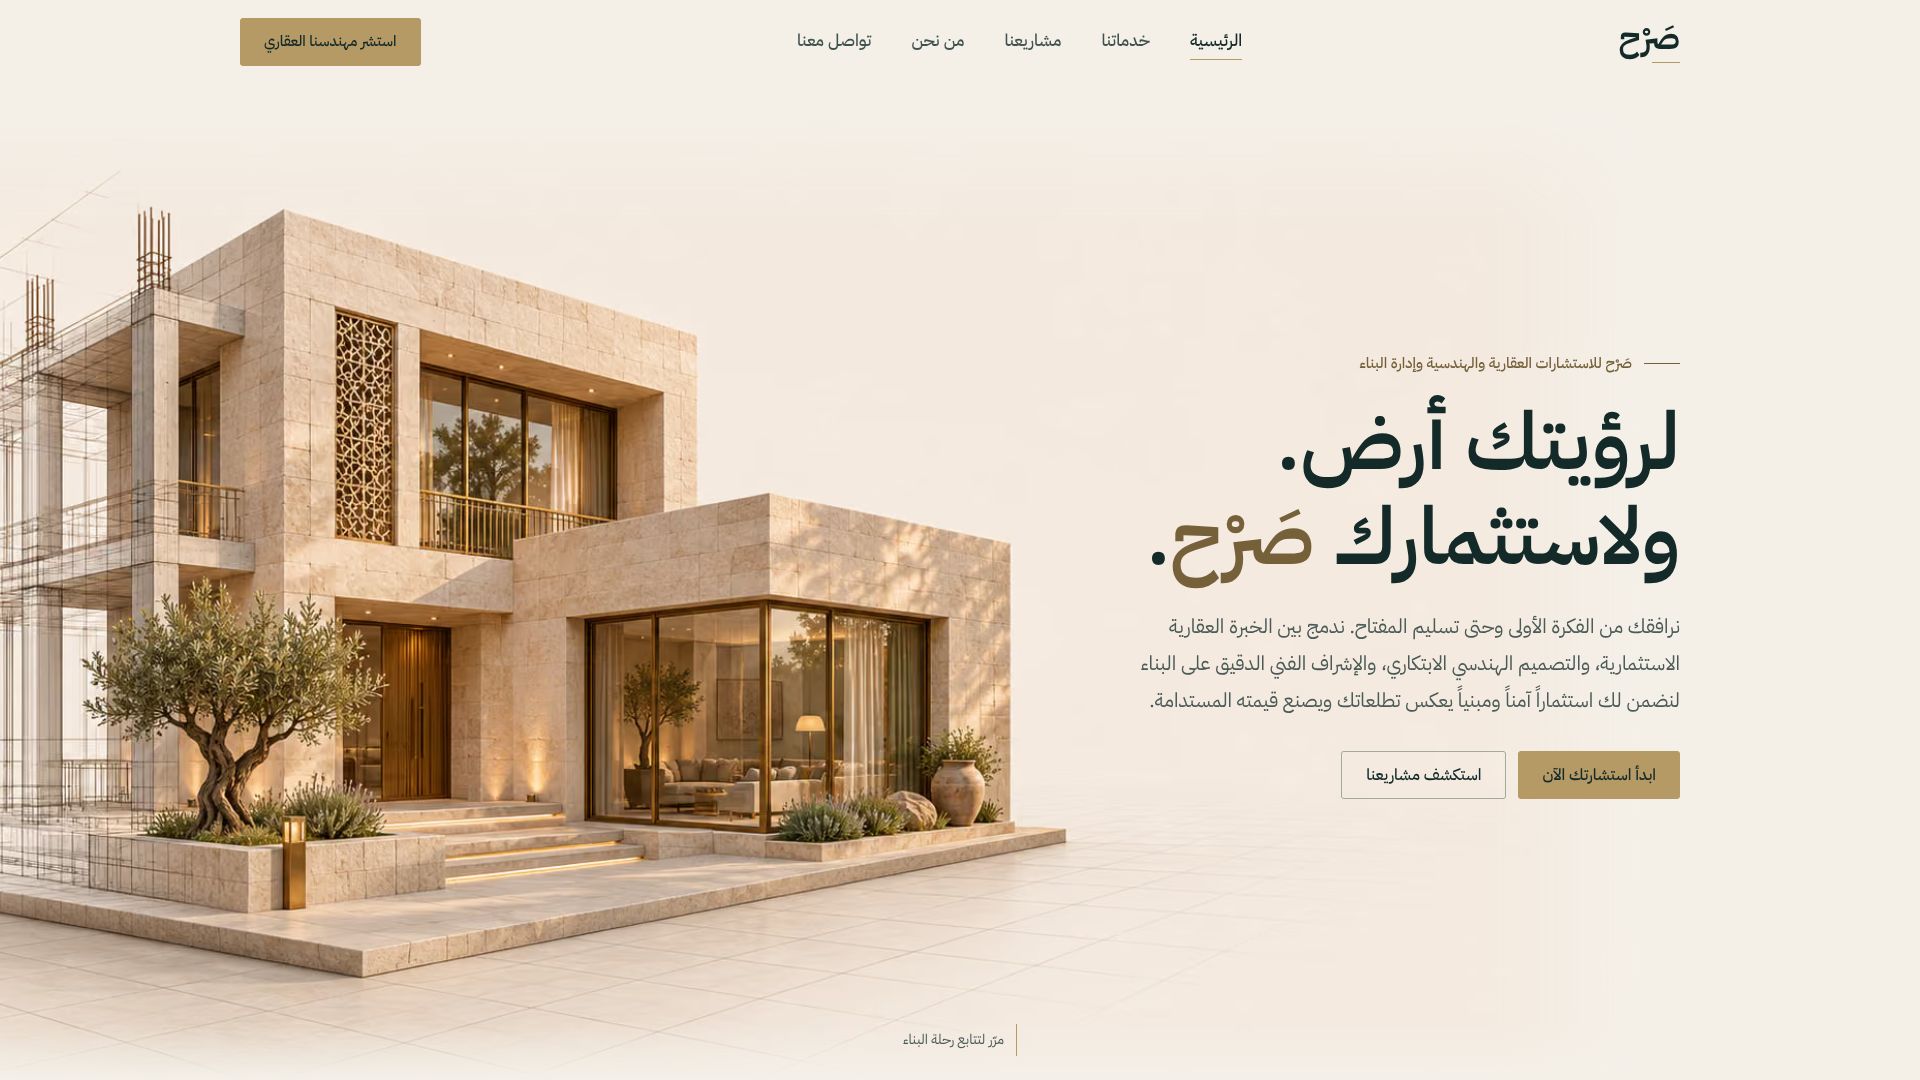 صَرْح
الرئيسية
خدماتنا
مشاريعنا
من نحن
تواصل معنا
استشر مهندسنا العقاري
صَرْح للاستشارات العقارية والهندسية وإدارة البناء
لرؤيتك أرض.
ولاستثمارك صَرْح.
نرافقك من الفكرة الأولى وحتى تسليم المفتاح. ندمج بين الخبرة العقارية
الاستثمارية، والتصميم الهندسي الابتكاري، والإشراف الفني الدقيق على البناء
لنضمن لك استثماراً آمناً ومبنياً يعكس تطلعاتك ويصنع قيمته المستدامة.
ابدأ استشارتك الآن
استكشف مشاريعنا
مرّر لتتابع رحلة البناء